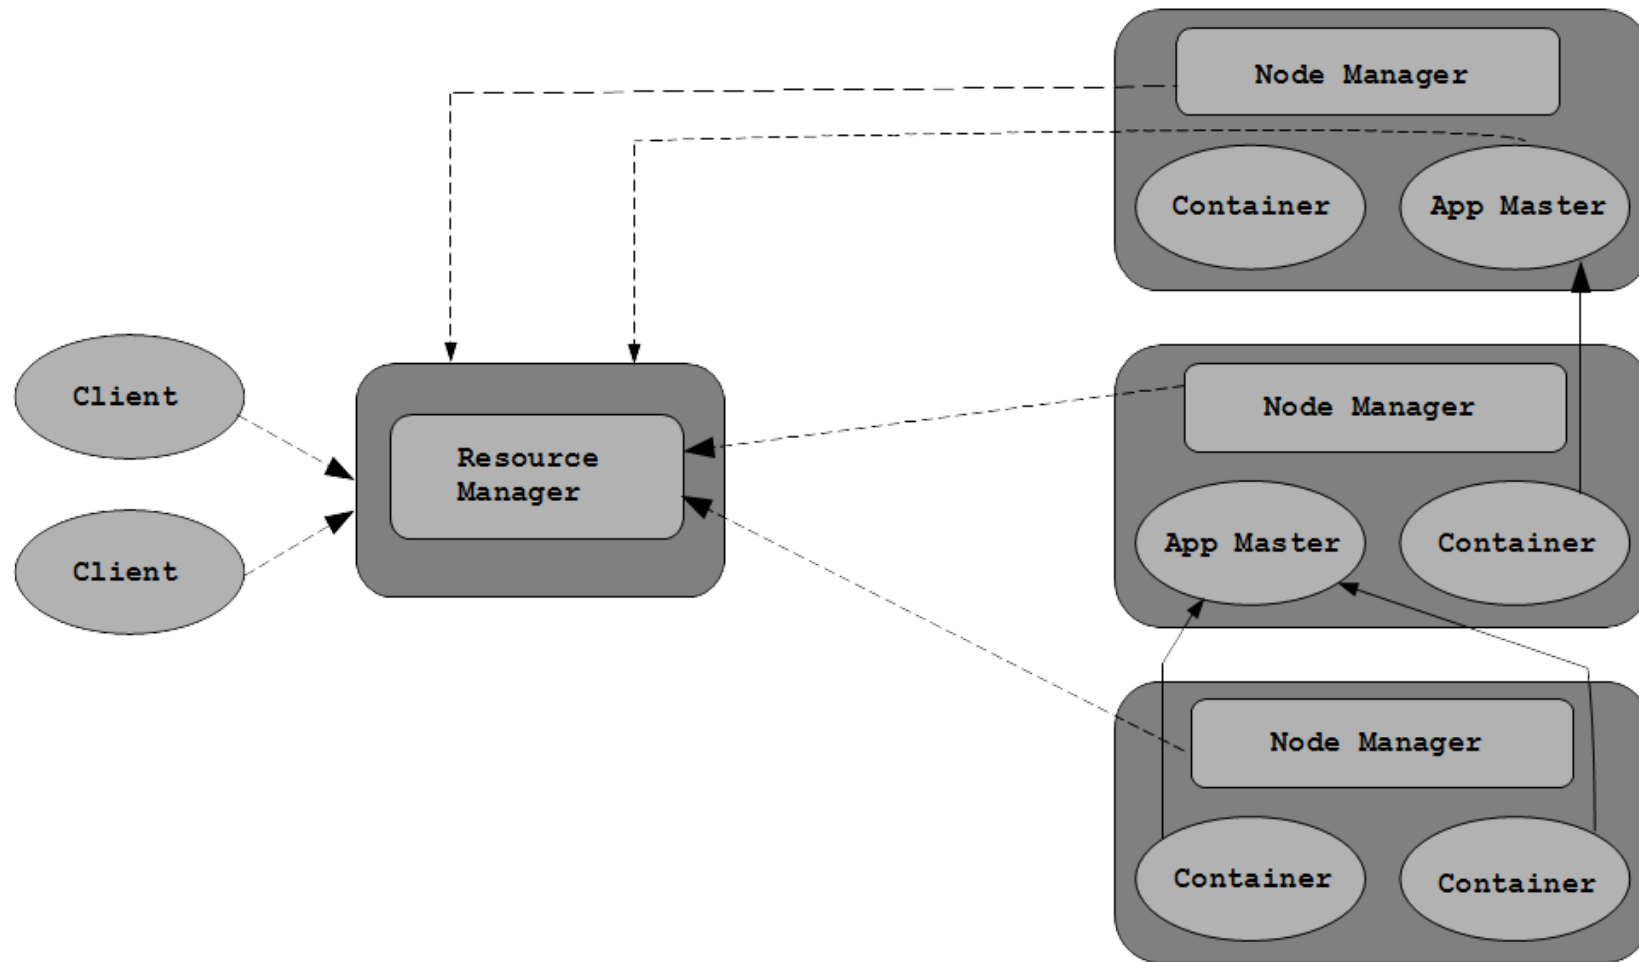 Node Manager
Container
App Master
Client
Client
Resource
Manager
Node Manager
App Master
Container
Node Manager
Container
Container